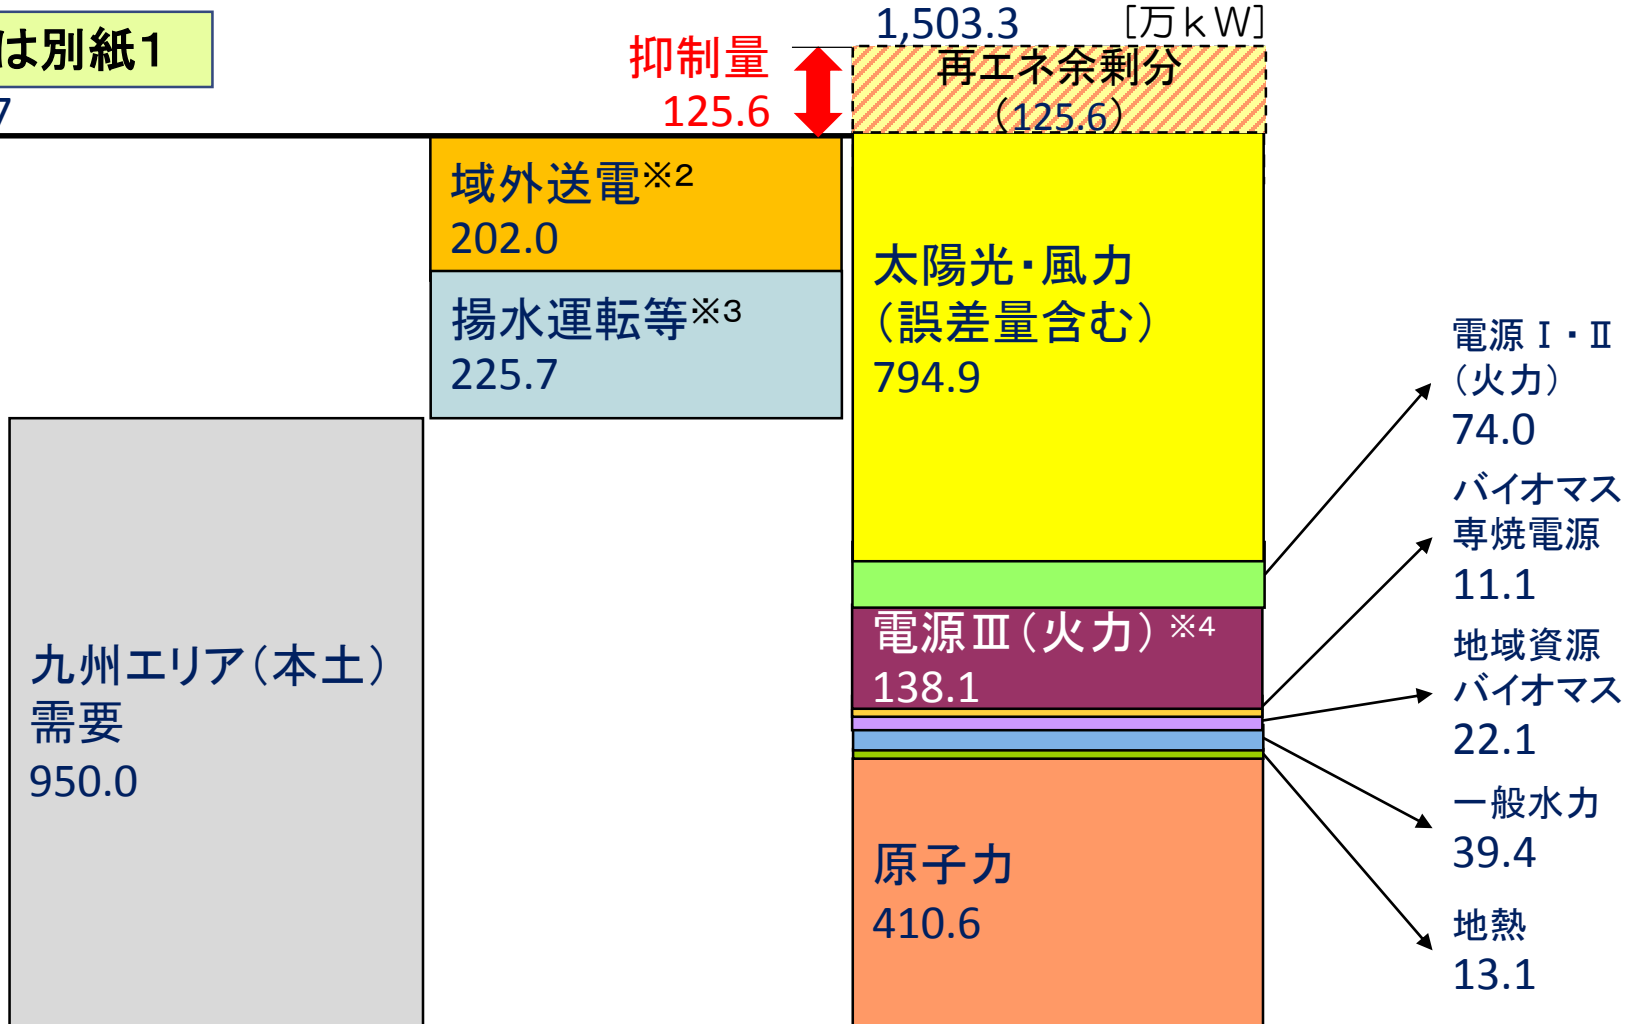 は別紙1
7
抑制量
125.6
1,503.3 [万kW]
再エネ余剰分
(125.6)
域外送電※2
202.0
揚水運転等※3
225.7
九州エリア(本土)
需要
950.0
太陽光・風力
(誤差量含む)
794.9
電源Ⅲ(火力)※4
138.1
原子力
410.6
電源Ⅰ・Ⅱ
(火力)
74.0
バイオマス
専焼電源
11.1
地域資源
バイオマス
22.1
一般水力
39.4
地熱
13.1